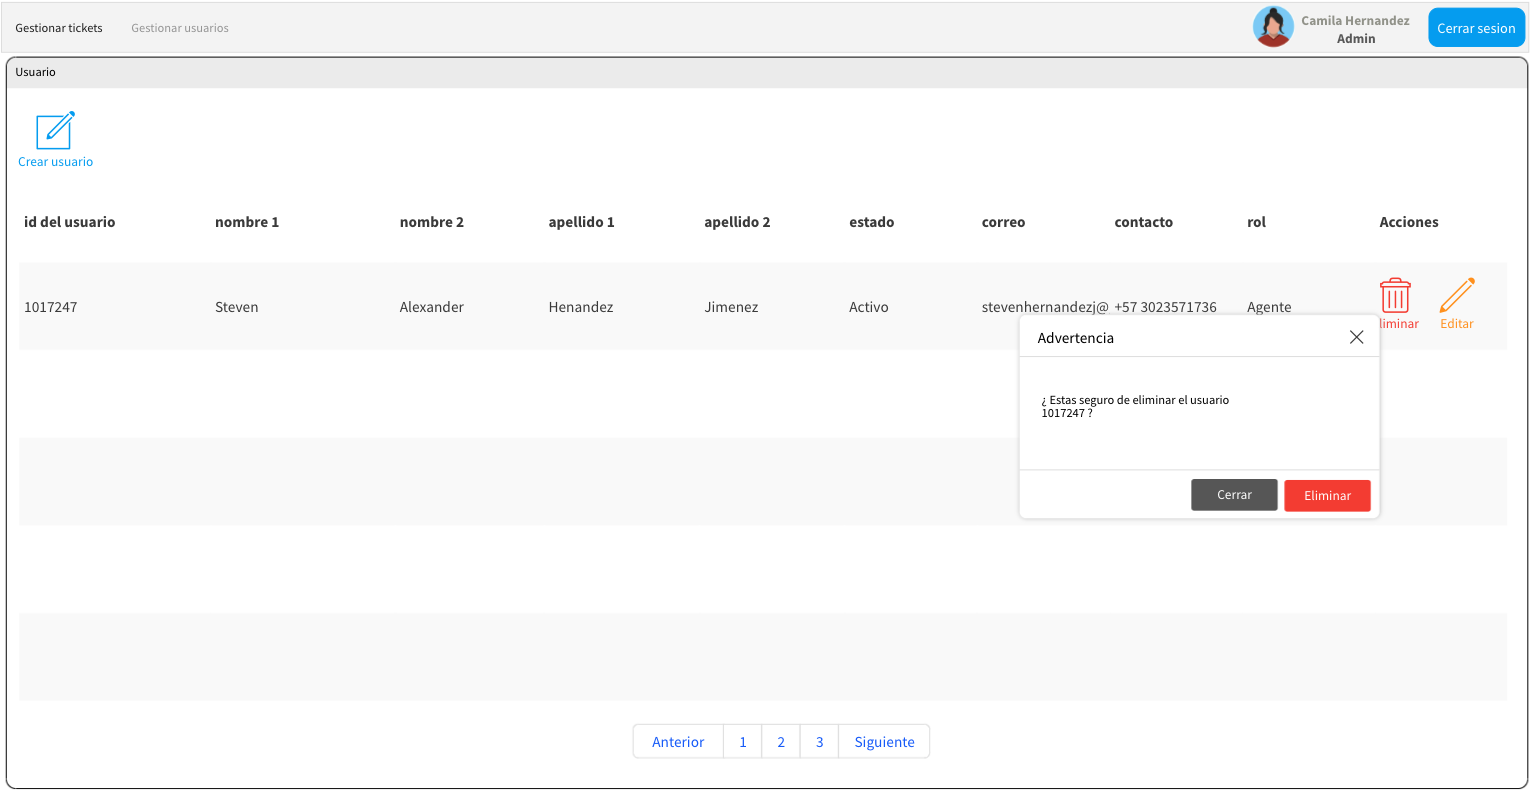 Gestionar tickets Gestionar usuarios Camila Hernandez
Admin Cerrar sesion
Usuario
Crear usuario
id del usuario nombre 1 nombre 2 apellido 1 apellido 2 estado correo contacto rol Acciones
1017247 Steven Alexander Henandez Jimenez Activo stevenhernandezj@ +57 3023571736 Agente
liminar Editar
Advertencia
¿ Estas seguro de eliminar el usuario
1017247 ?
Cerrar Eliminar
Anterior 1 2 3 Siguiente